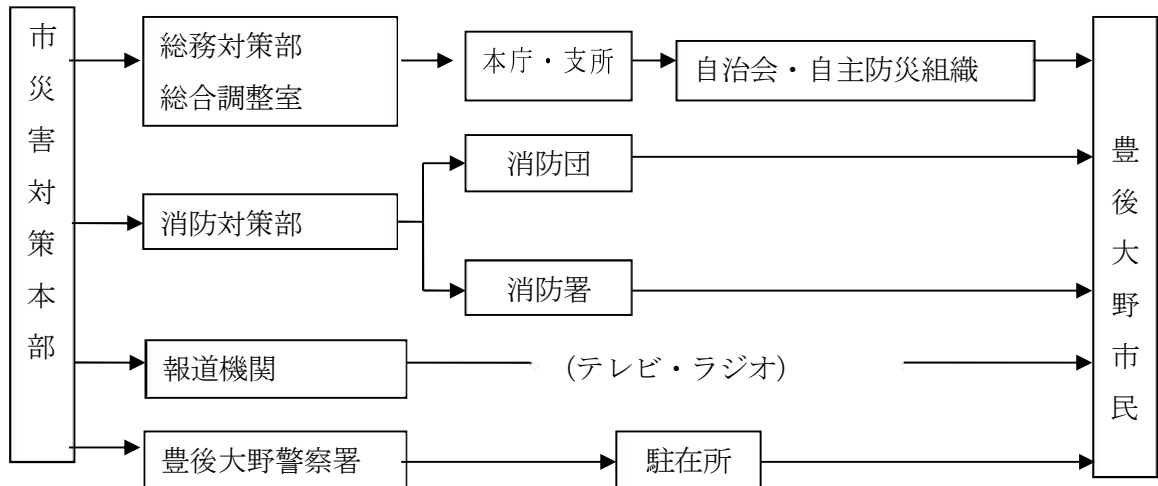 市災害対策本部
総務対策部
総合調整室
本庁・支所
自治会・自主防災組織
消防対策部
消防団
消防署
報道機関
(テレビ・ラジオ)
豊後大野警察署
駐在所
豊後大野市民